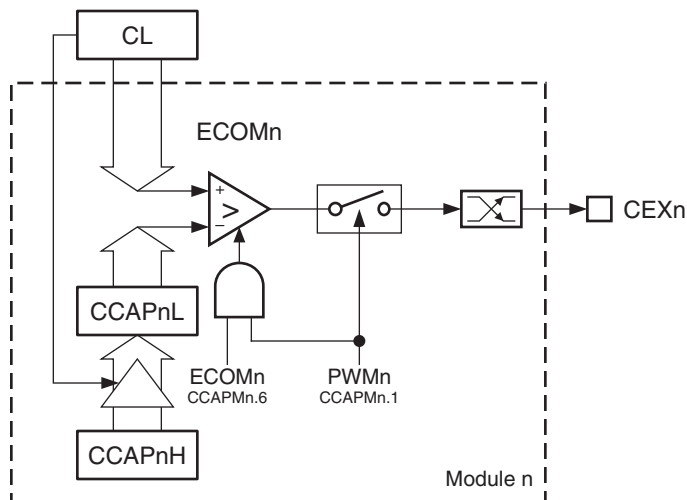 CL
ECOMn
+
>
−
CEXn
CCAPnL
ECOMn
CCAPMn.6
PWMn
CCAPMn.1
CCAPnH
Module n